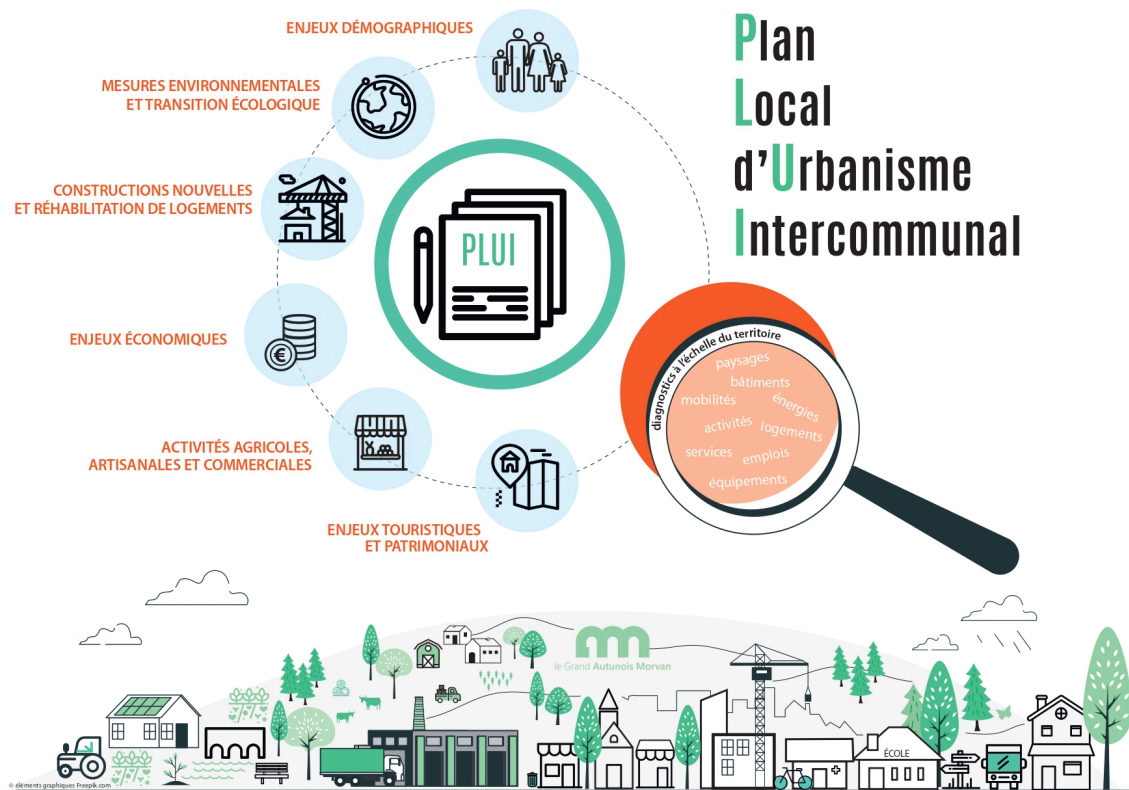 Plan
Local
d'Urbanisme
Intercommunal
ENJEUX DÉMOGRAPHIQUES
MESURES ENVIRONNEMENTALES
ET TRANSITION ÉCOLOGIQUE
CONSTRUCTIONS NOUVELLES
ET RÉHABILITATION DE LOGEMENTS
ENJEUX ÉCONOMIQUES
€
ACTIVITÉS AGRICOLES,
ARTISANALES ET COMMERCIALES
ENJEUX TOURISTIQUES
ET PATRIMONIAUX
PLUI
diagnostics à l'échelle du territoire
paysages
bâtiments
mobilités
énergies
activités
logements
services
emplois
équipements
le Grand Autunois Morvan
ÉCOLE
© éléments graphiques Freepik.com